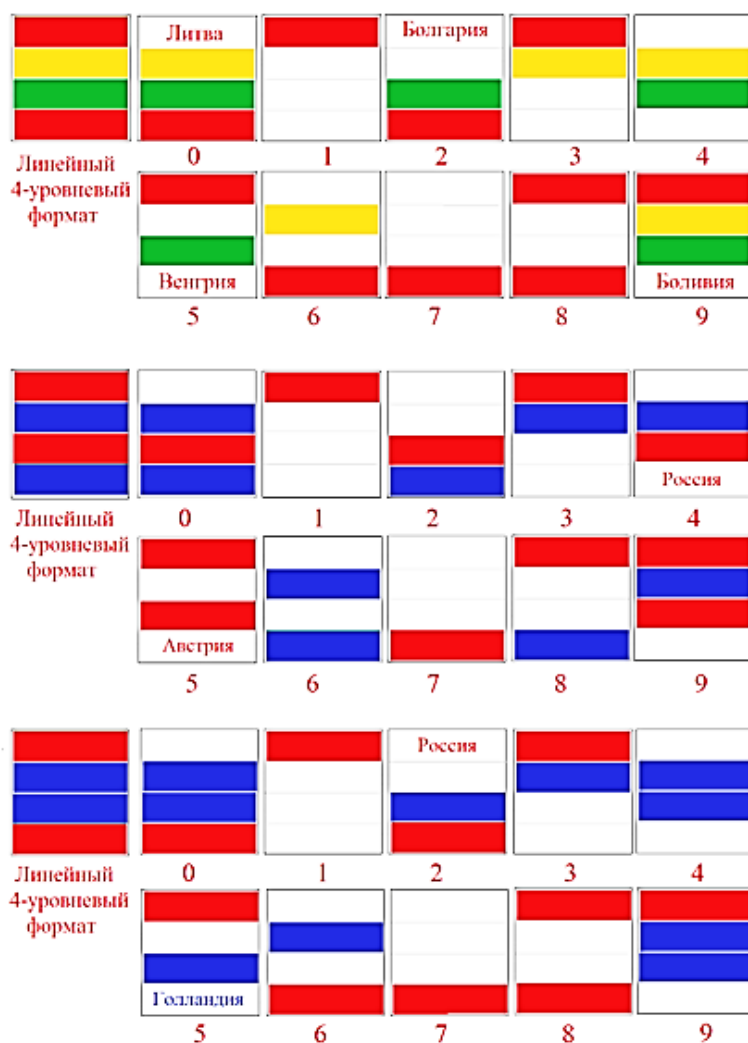 Литва
Болгария
0
1
2
3
4
Линейный
4-уровневый
формат
Венгрия
Боливия
5
6
7
8
9
Россия
0
1
2
3
4
Линейный
4-уровневый
формат
Австрия
5
6
7
8
9
Россия
0
1
2
3
4
Линейный
4-уровневый
формат
Голландия
5
6
7
8
9